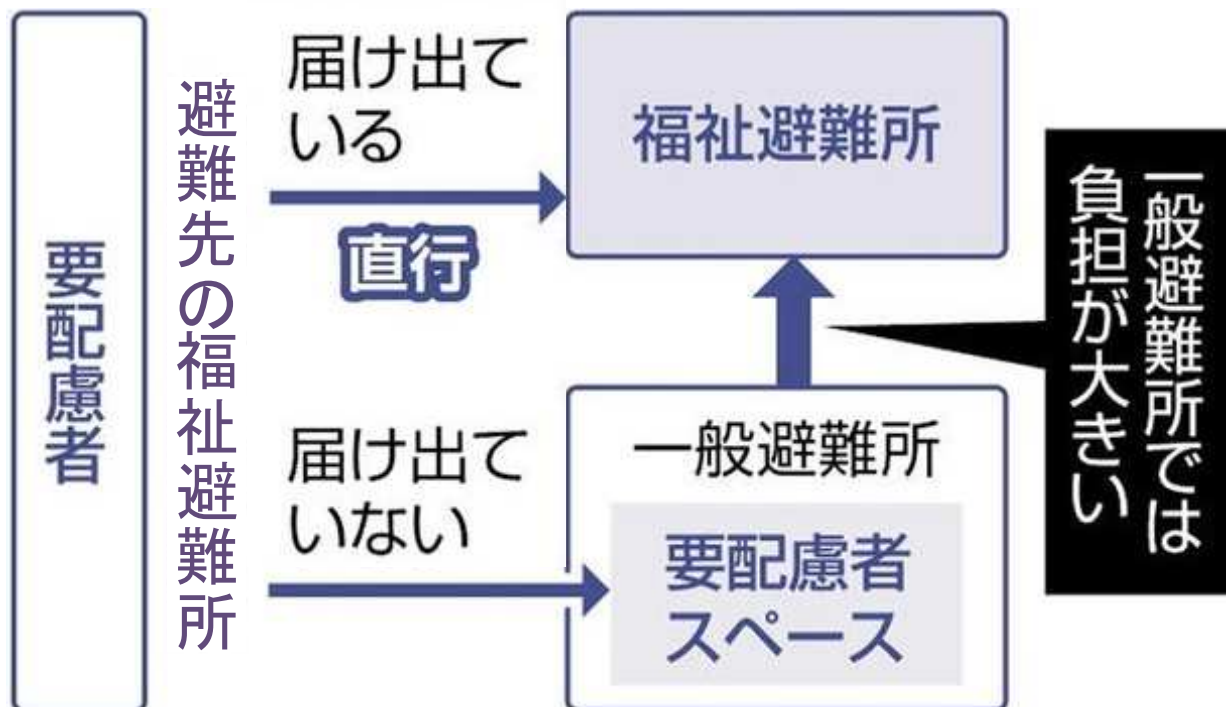 要配慮者
避難先の福祉避難所
届け出て
いる
直行
福祉避難所
届け出て
いない
一般避難所
要配慮者
スペース
一般避難所では
負担が大きい